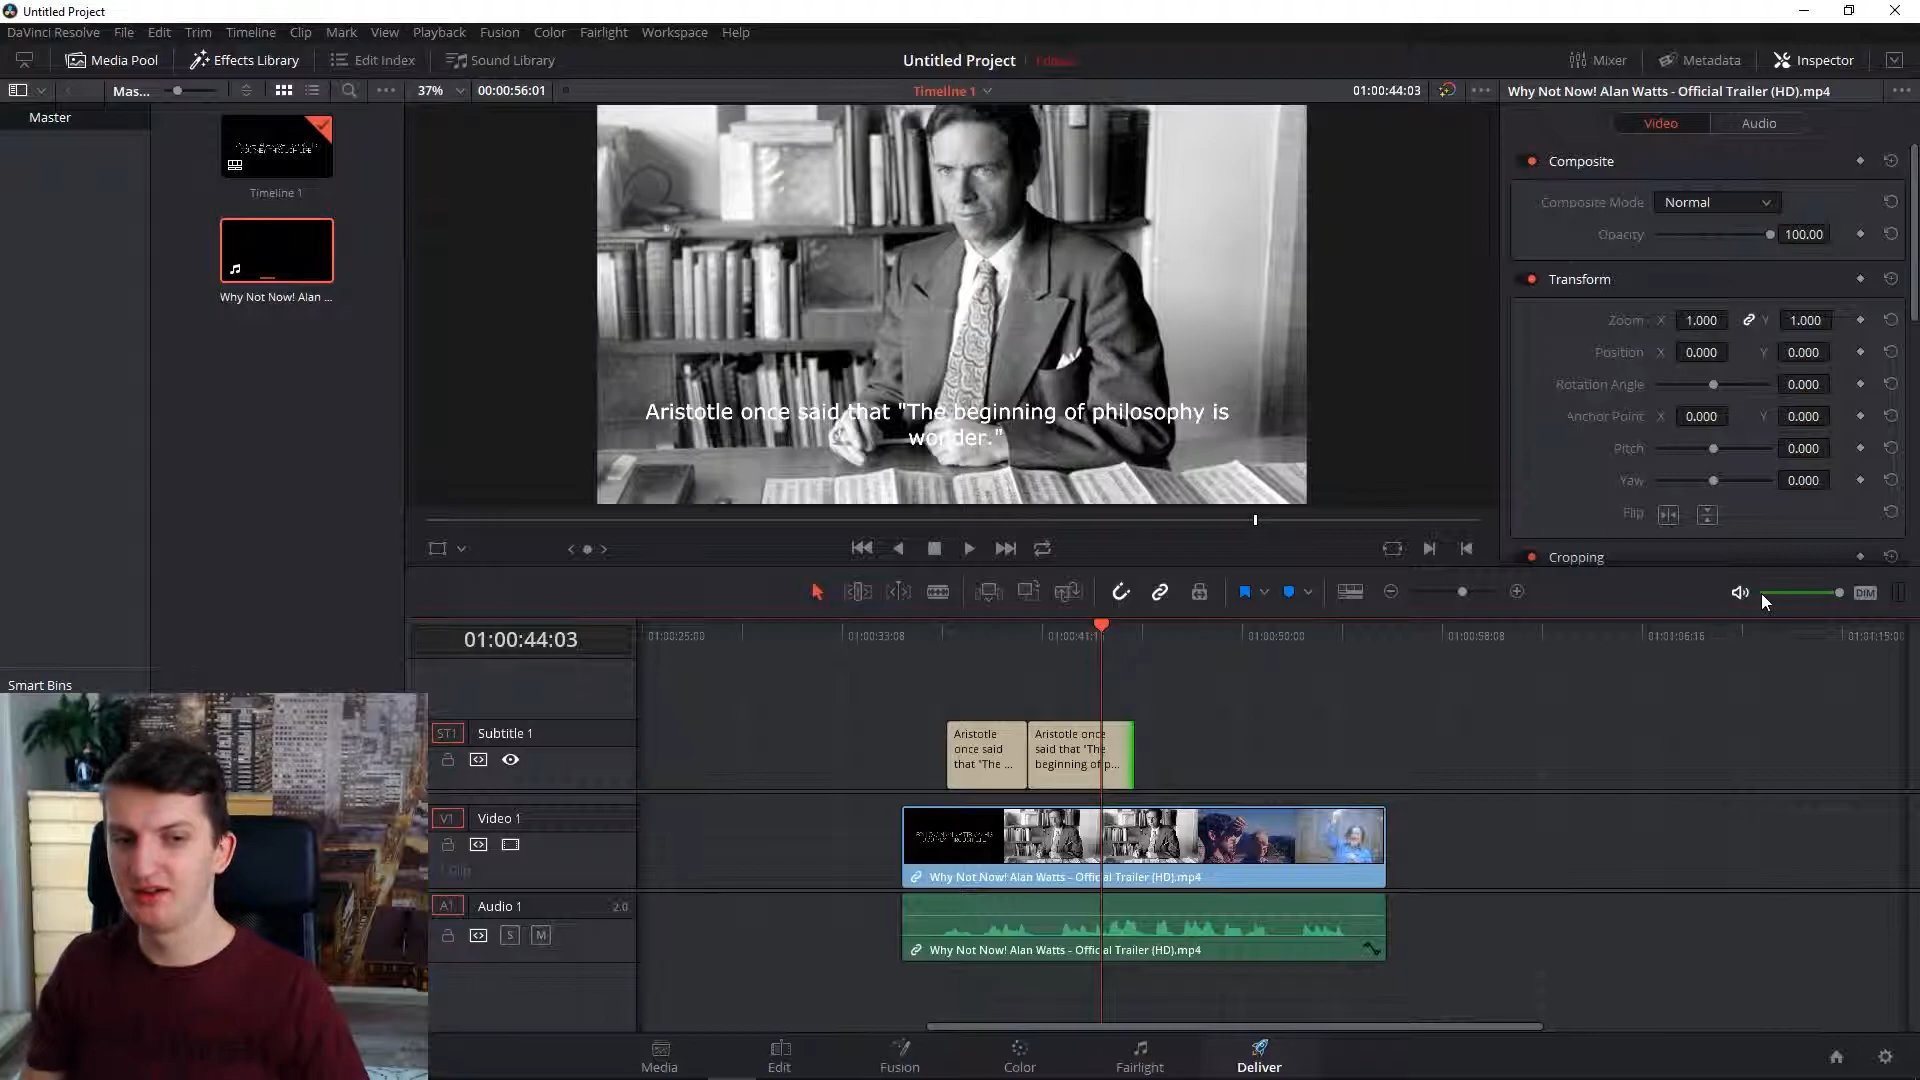 Untitled Project
DaVinci Resolve File Edit Trim Timeline Clip Mark View Playback Fusion Color Fairlight Workspace Help
Media Pool Effects Library Edit Index Sound Library Untitled Project Mixer Metadata Inspector
Mas... 37% 00:00:56:01 Timeline 1 01:00:44:03 Why Not Now! Alan Watts - Official Trailer (HD).mp4
Master
Video Audio
Timeline 1
Composite
Composite Mode Normal
Opacity 100.00
Why Not Now! Alan ...
Transform
Zoom X 1.000 Y 1.000
Position X 0.000 Y 0.000
Rotation Angle 0.000
Anchor Point X 0.000 Y 0.000
Pitch 0.000
Yaw 0.000
Flip
Cropping
Aristotle once said that "The beginning of philosophy is
wonder."
DIM
01:00:44:03
01:00:25:00 01:00:33:08 01:00:50:00 01:00:58:08 01:01:06:16
Smart Bins
ST1 Subtitle 1
Aristotle
once said
that "The ...
Aristotle once
said that "The
beginning of p...
V1 Video 1
1 Clip
Why Not Now! Alan Watts - Official Trailer (HD).mp4
A1 Audio 1 2.0
S M
Why Not Now! Alan Watts - Official Trailer (HD).mp4
Media Edit Fusion Color Fairlight Deliver